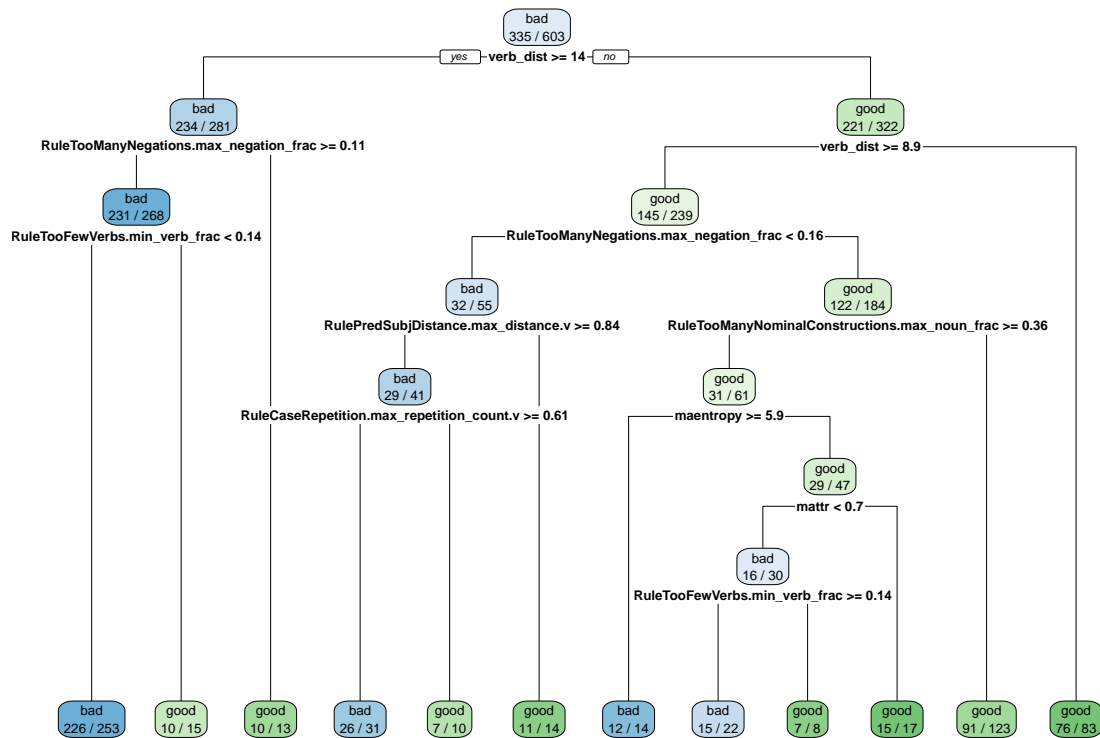 bad
335 / 603
yes verb_dist >= 14 no
bad
234 / 281
good
221 / 322
RuleTooManyNegations.max_negation_frac >= 0.11
verb_dist >= 8.9
bad
231 / 268
good
145 / 239
RuleTooFewVerbs.min_verb_frac < 0.14
RuleTooManyNegations.max_negation_frac < 0.16
bad
32 / 55
good
122 / 184
RulePredSubjDistance.max_distance.v >= 0.84
RuleTooManyNominalConstructions.max_noun_frac >= 0.36
bad
29 / 41
good
31 / 61
RuleCaseRepetition.max_repetition_count.v >= 0.61
maentropy >= 5.9
good
29 / 47
mattr < 0.7
bad
16 / 30
RuleTooFewVerbs.min_verb_frac >= 0.14
bad
226 / 253
good
10 / 15
good
10 / 13
bad
26 / 31
good
7 / 10
good
11 / 14
bad
12 / 14
bad
15 / 22
good
7 / 8
good
15 / 17
good
91 / 123
good
76 / 83